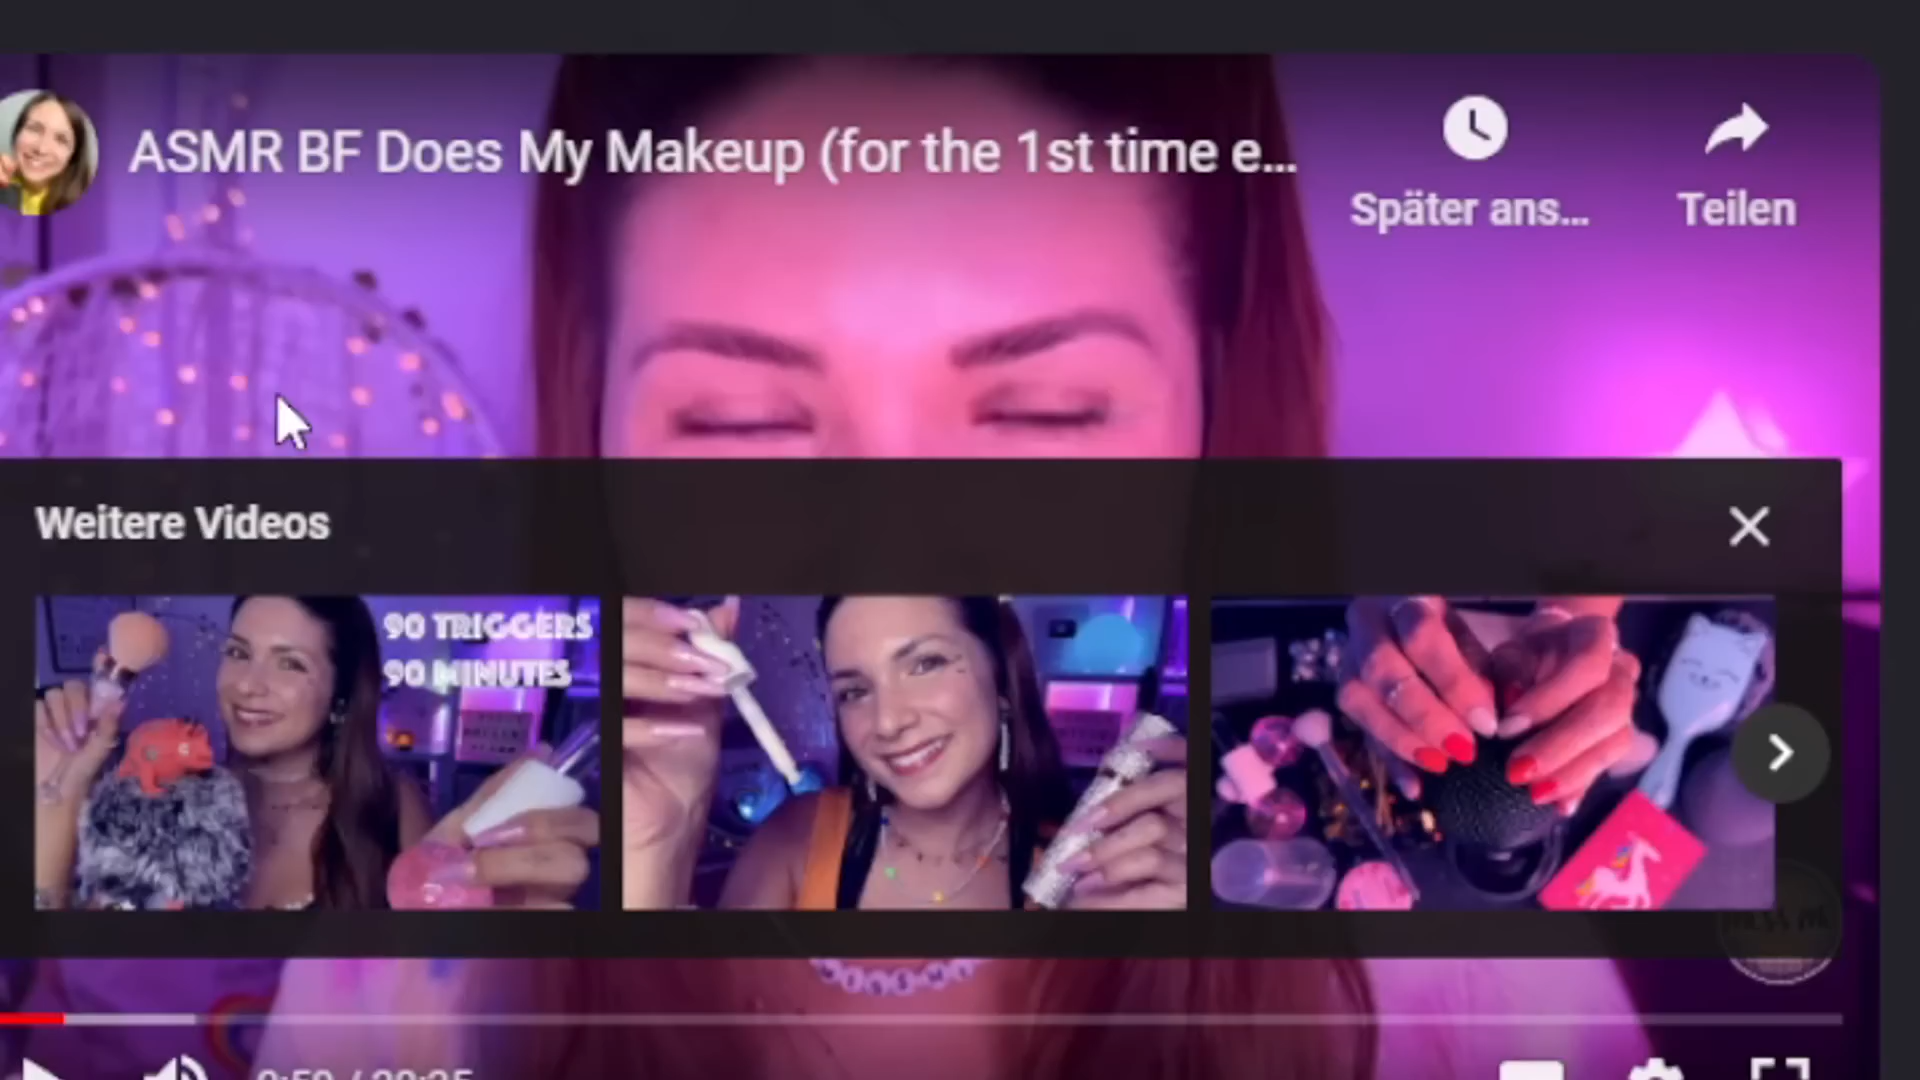 ASMR BF Does My Makeup (for the 1st time e...
Später ans...
Teilen
Weitere Videos
90 TRIGGERS
90 MINUTES